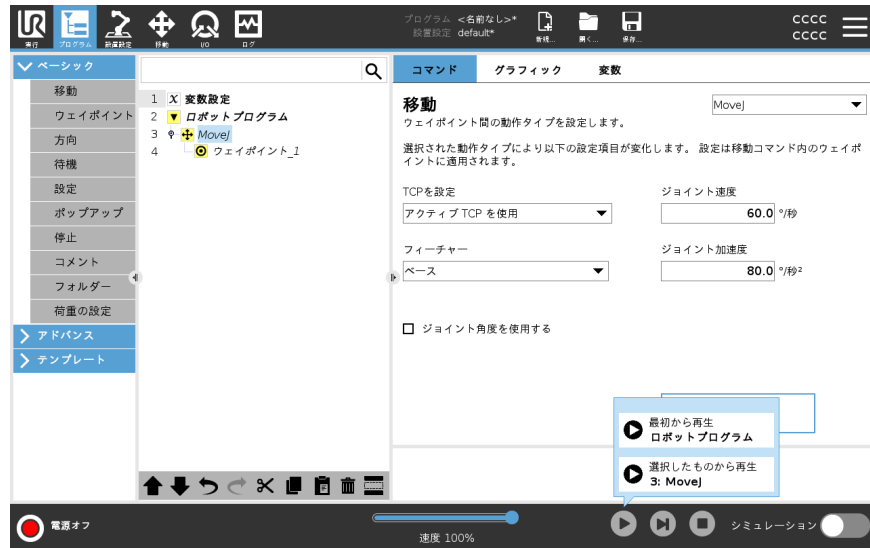 実行
プログラム
設置設定
移動
I/O
ログ
プログラム <名前なし>*
設置設定 default*
新規...
開く...
保存...
CCCC
CCCC
ベーシック
移動
ウェイポイント
方向
待機
設定
ポップアップ
停止
コメント
フォルダー
荷重の設定
アドバンス
テンプレート
1 X 変数設定
2 ロボットプログラム
3 MoveJ
4 ウェイポイント_1
コマンド
グラフィック
変数
移動
MoveJ
ウェイポイント間の動作タイプを設定します。
選択された動作タイプにより以下の設定項目が変化します。 設定は移動コマンド内のウェイポ
イントに適用されます。
TCPを設定
ジョイント速度
アクティブ TCP を使用
60.0 °/秒
フィーチャー
ジョイント加速度
ベース
80.0 °/秒²
ジョイント角度を使用する
最初から再生
ロボットプログラム
選択したものから再生
3: MoveJ
電源オフ
速度 100%
シミュレーション